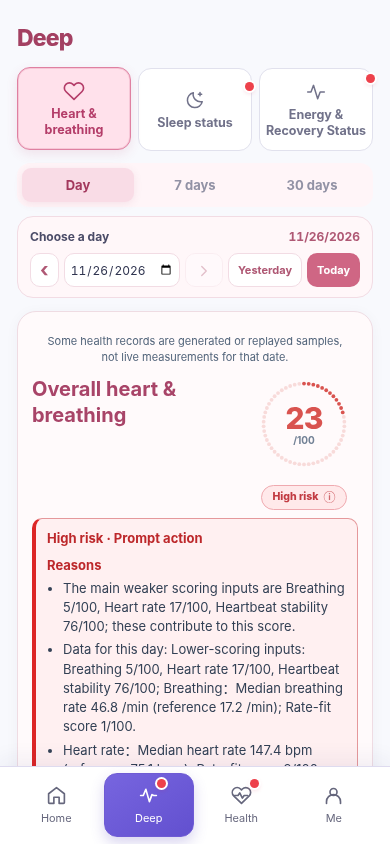 Deep
Heart &
breathing
Sleep status
Energy &
Recovery Status
Day
7 days
30 days
Choose a day
11/26/2026
11/26/2026
Yesterday
Today
Some health records are generated or replayed samples,
not live measurements for that date.
Overall heart &
breathing
23
/100
High risk
High risk · Prompt action
Reasons
• The main weaker scoring inputs are Breathing
5/100, Heart rate 17/100, Heartbeat stability
76/100; these contribute to this score.
• Data for this day: Lower-scoring inputs:
Breathing 5/100, Heart rate 17/100, Heartbeat
stability 76/100; Breathing： Median breathing
rate 46.8 /min (reference 17.2 /min); Rate-fit
score 1/100.
• Heart rate： Median heart rate 147.4 bpm
Home
Deep
Health
Me